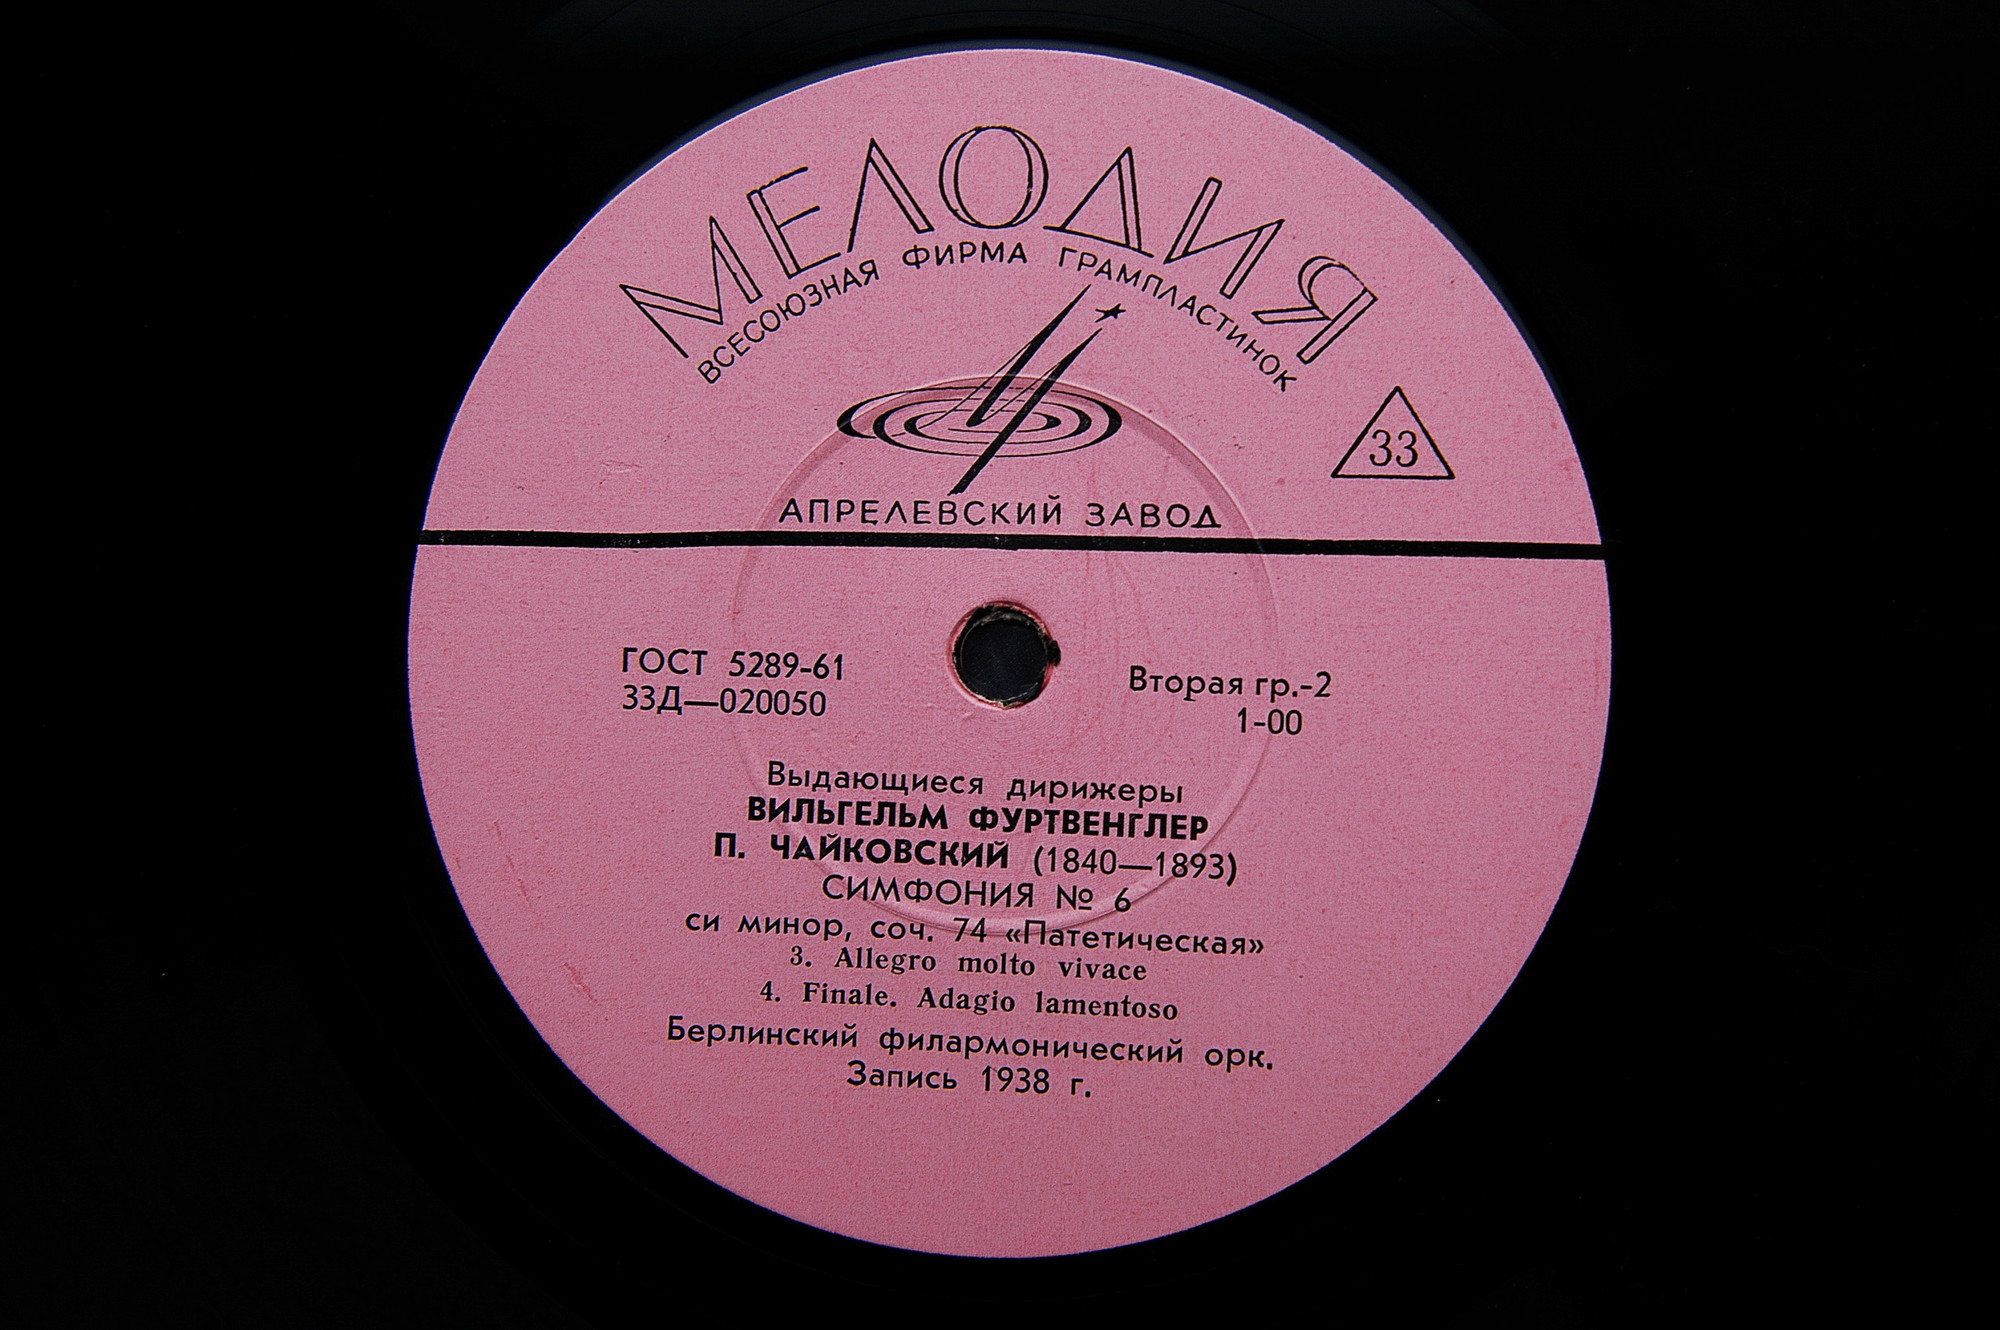 МЕЛОДИЯ
ВСЕСОЮЗНАЯ ФИРМА ГРАМПЛАСТИНОК
33
АПРЕЛЕВСКИЙ ЗАВОД
ГОСТ 5289-61
33Д—020050
Вторая гр.-2
1-00
Выдающиеся дирижеры
ВИЛЬГЕЛЬМ ФУРТВЕНГЛЕР
П. ЧАЙКОВСКИЙ (1840—1893)
СИМФОНИЯ № 6
си минор, соч. 74 «Патетическая»
3. Allegro molto vivace
4. Finale. Adagio lamentoso
Берлинский филармонический орк.
Запись 1938 г.